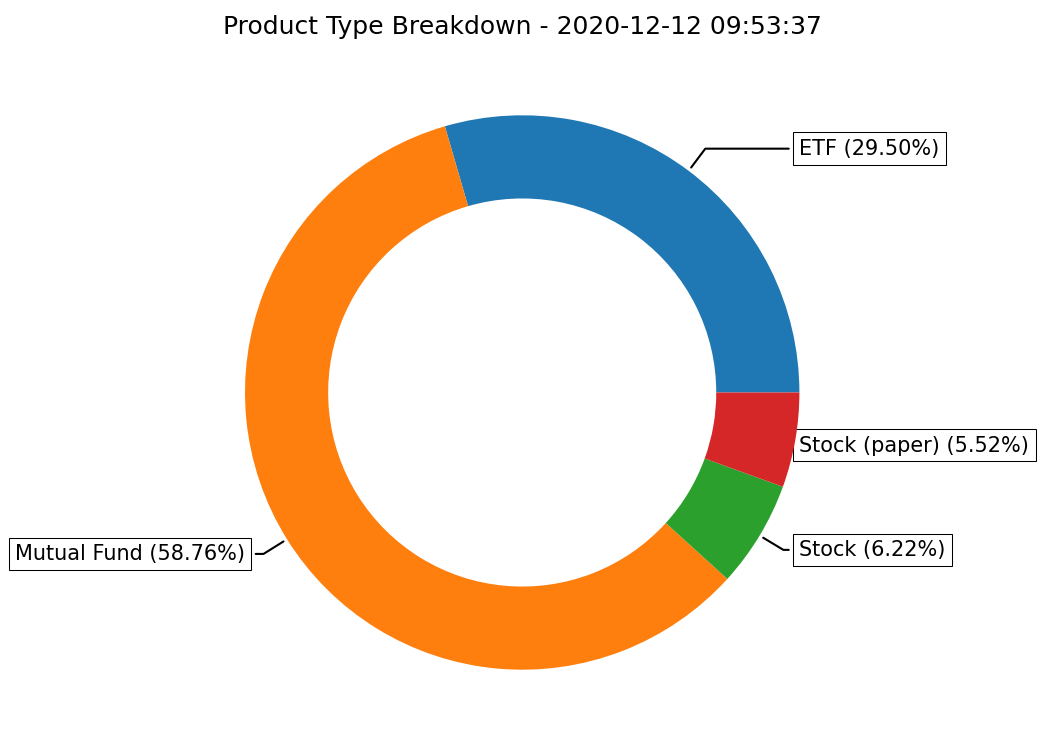 Product Type Breakdown - 2020-12-12 09:53:37
ETF (29.50%)
Stock (paper) (5.52%)
Stock (6.22%)
Mutual Fund (58.76%)